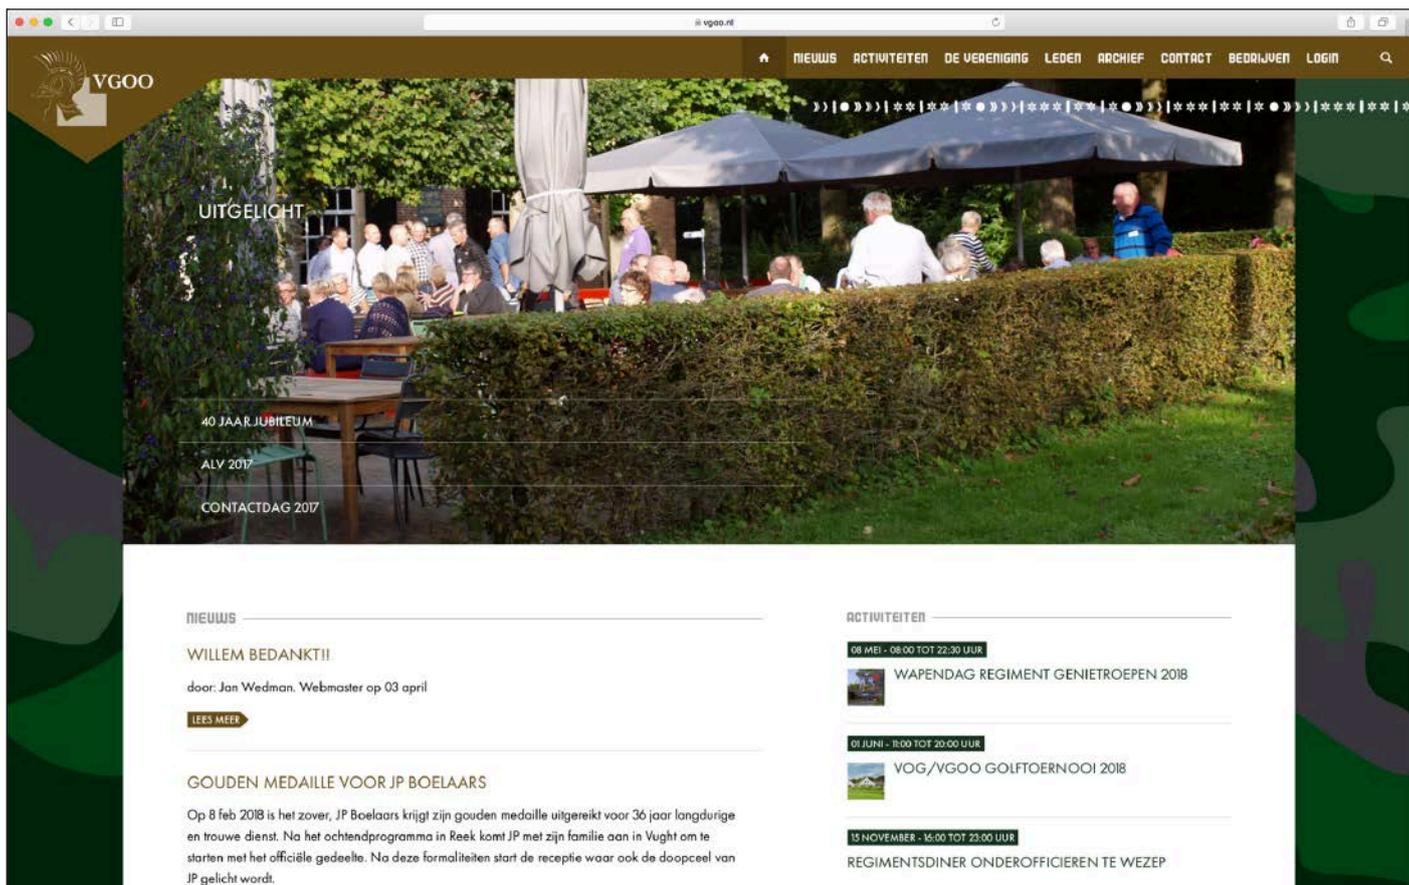 vgoo.nl
VGOO
NIEUWS ACTIVITEITEN DE VERENIGING LEDEN ARCHIEF CONTACT BEDRIJVEN LOGIN
UITGELICHT
40 JAAR JUBILEUM
ALV 2017
CONTACTDAG 2017
NIEUWS
WILLEM BEDANKT!!
door: Jan Wedman. Webmaster op 03 april
LEES MEER
GOUDEN MEDAILLE VOOR JP BOELAARS
Op 8 feb 2018 is het zover, JP Boelaars krijgt zijn gouden medaille uitgereikt voor 36 jaar langdurige
en trouwe dienst. Na het ochtendprogramma in Reek komt JP met zijn familie aan in Vught om te
starten met het officiële gedeelte. Na deze formaliteiten start de receptie waar ook de doopceel van
JP gelicht wordt.
ACTIVITEITEN
08 MEI - 08:00 TOT 22:30 UUR
WAPENDAG REGIMENT GENIETROEPEN 2018
01 JUNI - 11:00 TOT 20:00 UUR
VOG/VGOO GOLFTOERNOOI 2018
15 NOVEMBER - 16:00 TOT 23:00 UUR
REGIMENTSDINER ONDEROFFICIEREN TE WEZEP